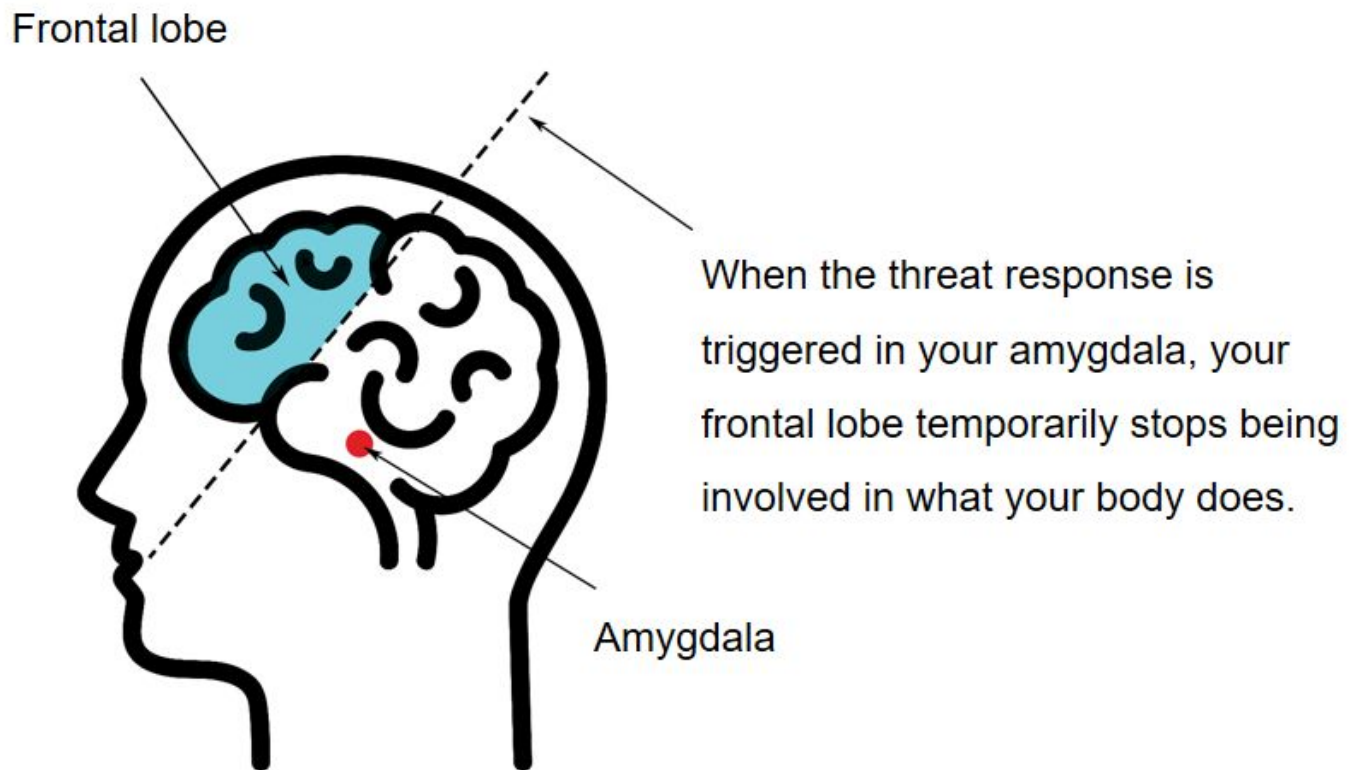 Frontal lobe
When the threat response is
triggered in your amygdala, your
frontal lobe temporarily stops being
involved in what your body does.
Amygdala